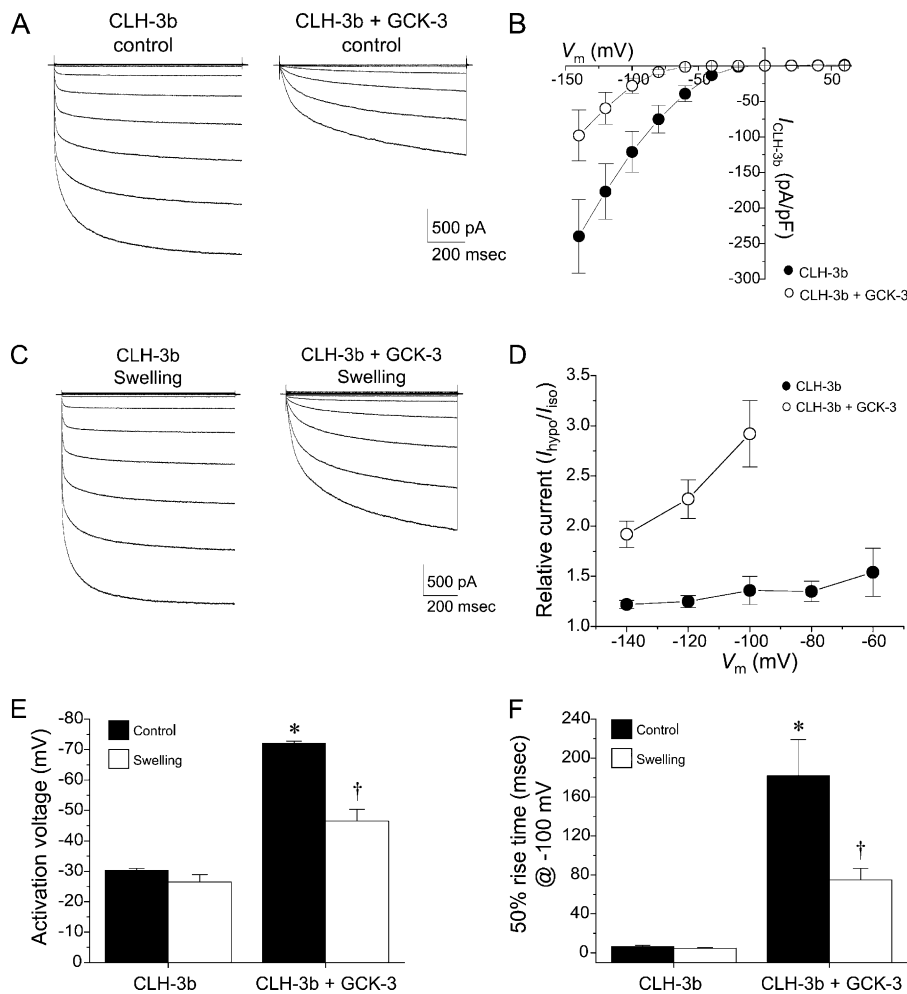 A
CLH-3b
control
CLH-3b + GCK-3
control
500 pA
200 msec
B
Vm (mV)
-150 -100 -50 50
-50
-100
-150
-200
-250
-300
ICLH-3b (pA/pF)
CLH-3b
CLH-3b + GCK-3
C
CLH-3b
Swelling
CLH-3b + GCK-3
Swelling
500 pA
200 msec
D
Relative current (Ihypo/Iiso)
3.5
3.0
2.5
2.0
1.5
1.0
CLH-3b
CLH-3b + GCK-3
-140 -120 -100 -80 -60
Vm (mV)
E
Activation voltage (mV)
-80
-70
-60
-50
-40
-30
-20
-10
0
Control
Swelling
*
†
CLH-3b CLH-3b + GCK-3
F
50% rise time (msec)
@ -100 mV
240
200
160
120
80
40
0
Control
Swelling
*
†
CLH-3b CLH-3b + GCK-3